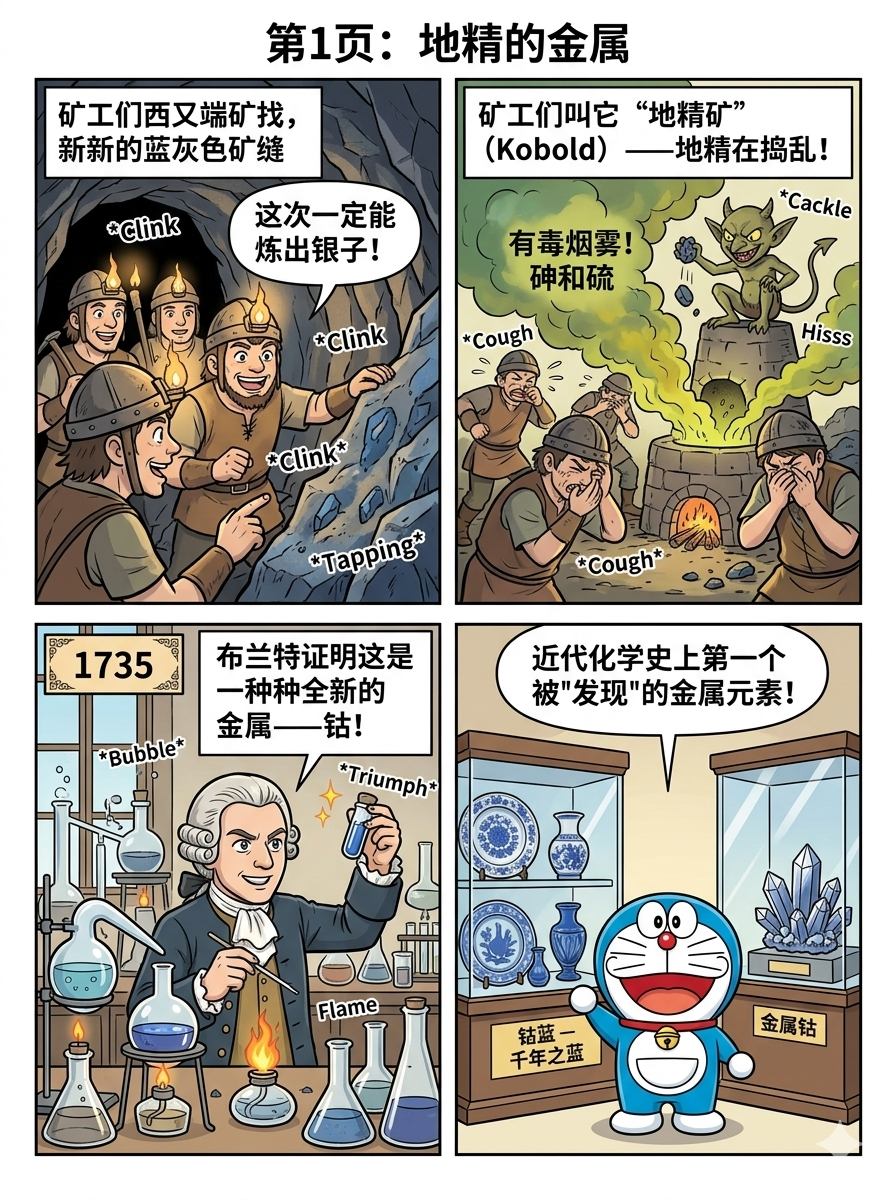 第1页：地精的金属
矿工们西又端矿找，
新新的蓝灰色矿缝
这次一定能
炼出银子！
*Clink
*Clink
*Clink*
*Tapping*
矿工们叫它“地精矿”
（Kobold）——地精在捣乱！
有毒烟雾！
砷和硫
*Cackle
*Cough
Hisss
*Cough*
1735
布兰特证明这是
一种种全新的
金属——钴！
*Bubble*
*Triumph*
Flame
近代化学史上第一个
被"发现"的金属元素！
钴蓝 –
千年之蓝
金属钴